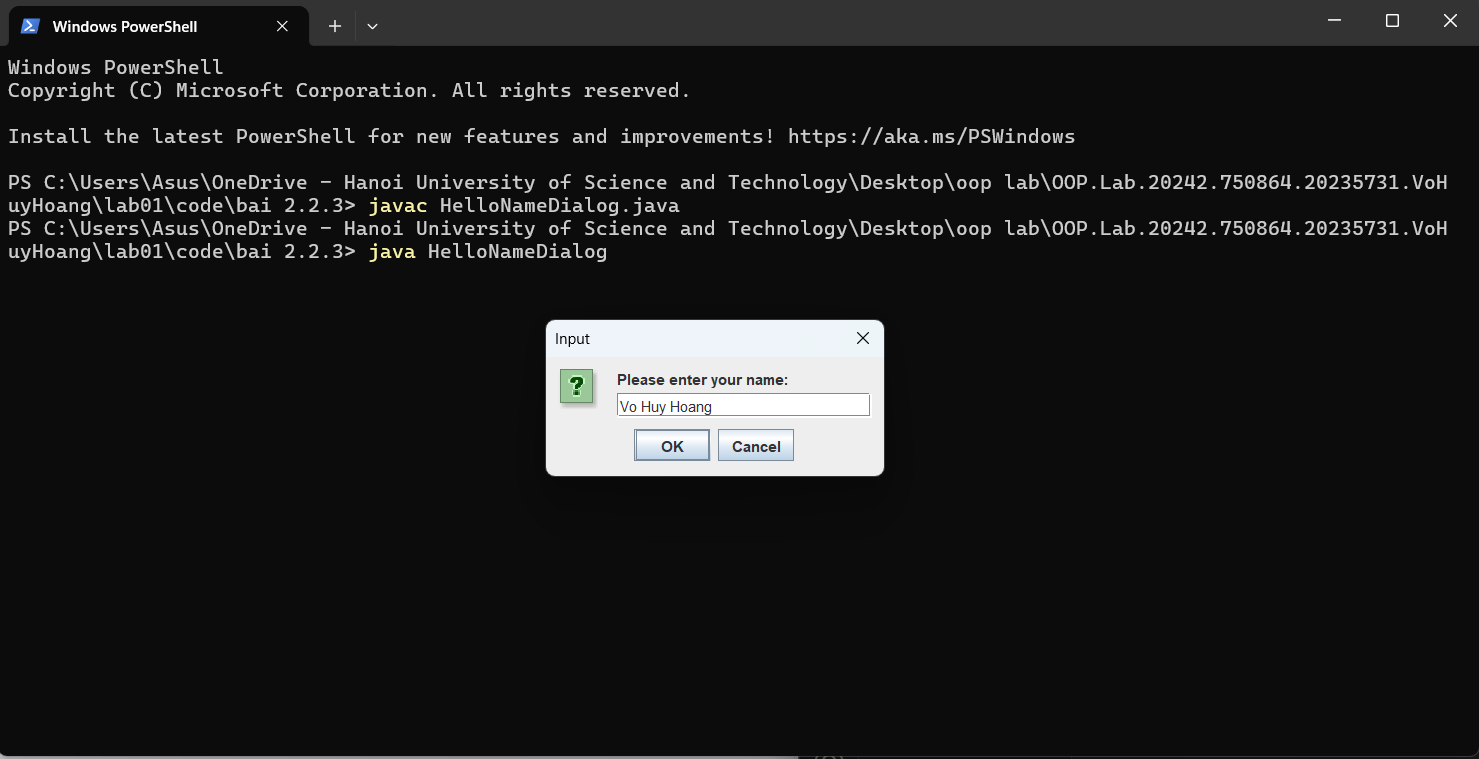 Windows PowerShell
Windows PowerShell
Copyright (C) Microsoft Corporation. All rights reserved.
Install the latest PowerShell for new features and improvements! https://aka.ms/PSWindows
PS C:\Users\Asus\OneDrive - Hanoi University of Science and Technology\Desktop\oop lab\OOP.Lab.20242.750864.20235731.VoH
uyHoang\lab01\code\bai 2.2.3> javac HelloNameDialog.java
PS C:\Users\Asus\OneDrive - Hanoi University of Science and Technology\Desktop\oop lab\OOP.Lab.20242.750864.20235731.VoH
uyHoang\lab01\code\bai 2.2.3> java HelloNameDialog
Input
Please enter your name:
Vo Huy Hoang
OK Cancel